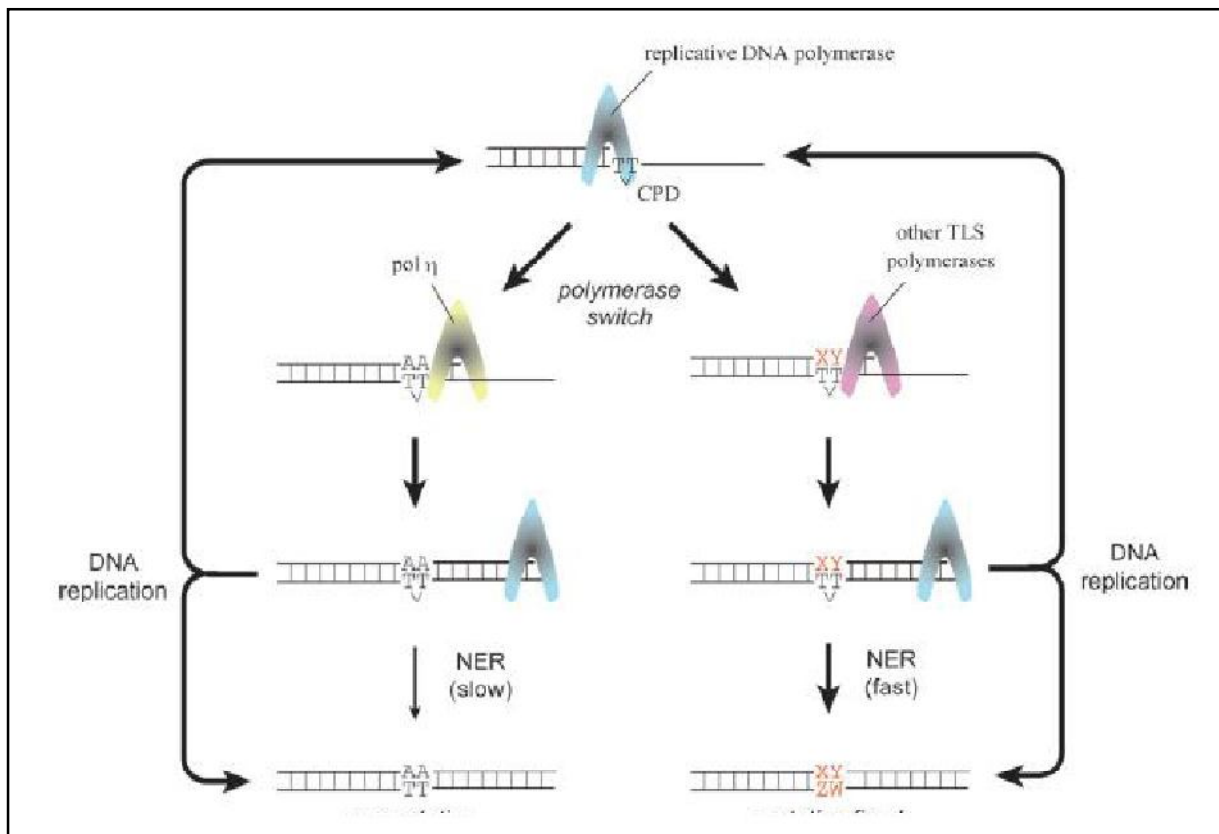 replicative DNA polymerase
TT
CPD
other TLS
polymerases
pol η
polymerase
switch
AA
TT
XY
TT
DNA
replication
AA
TT
XY
TT
DNA
replication
NER
(slow)
NER
(fast)
AA
TT
XY
ZW